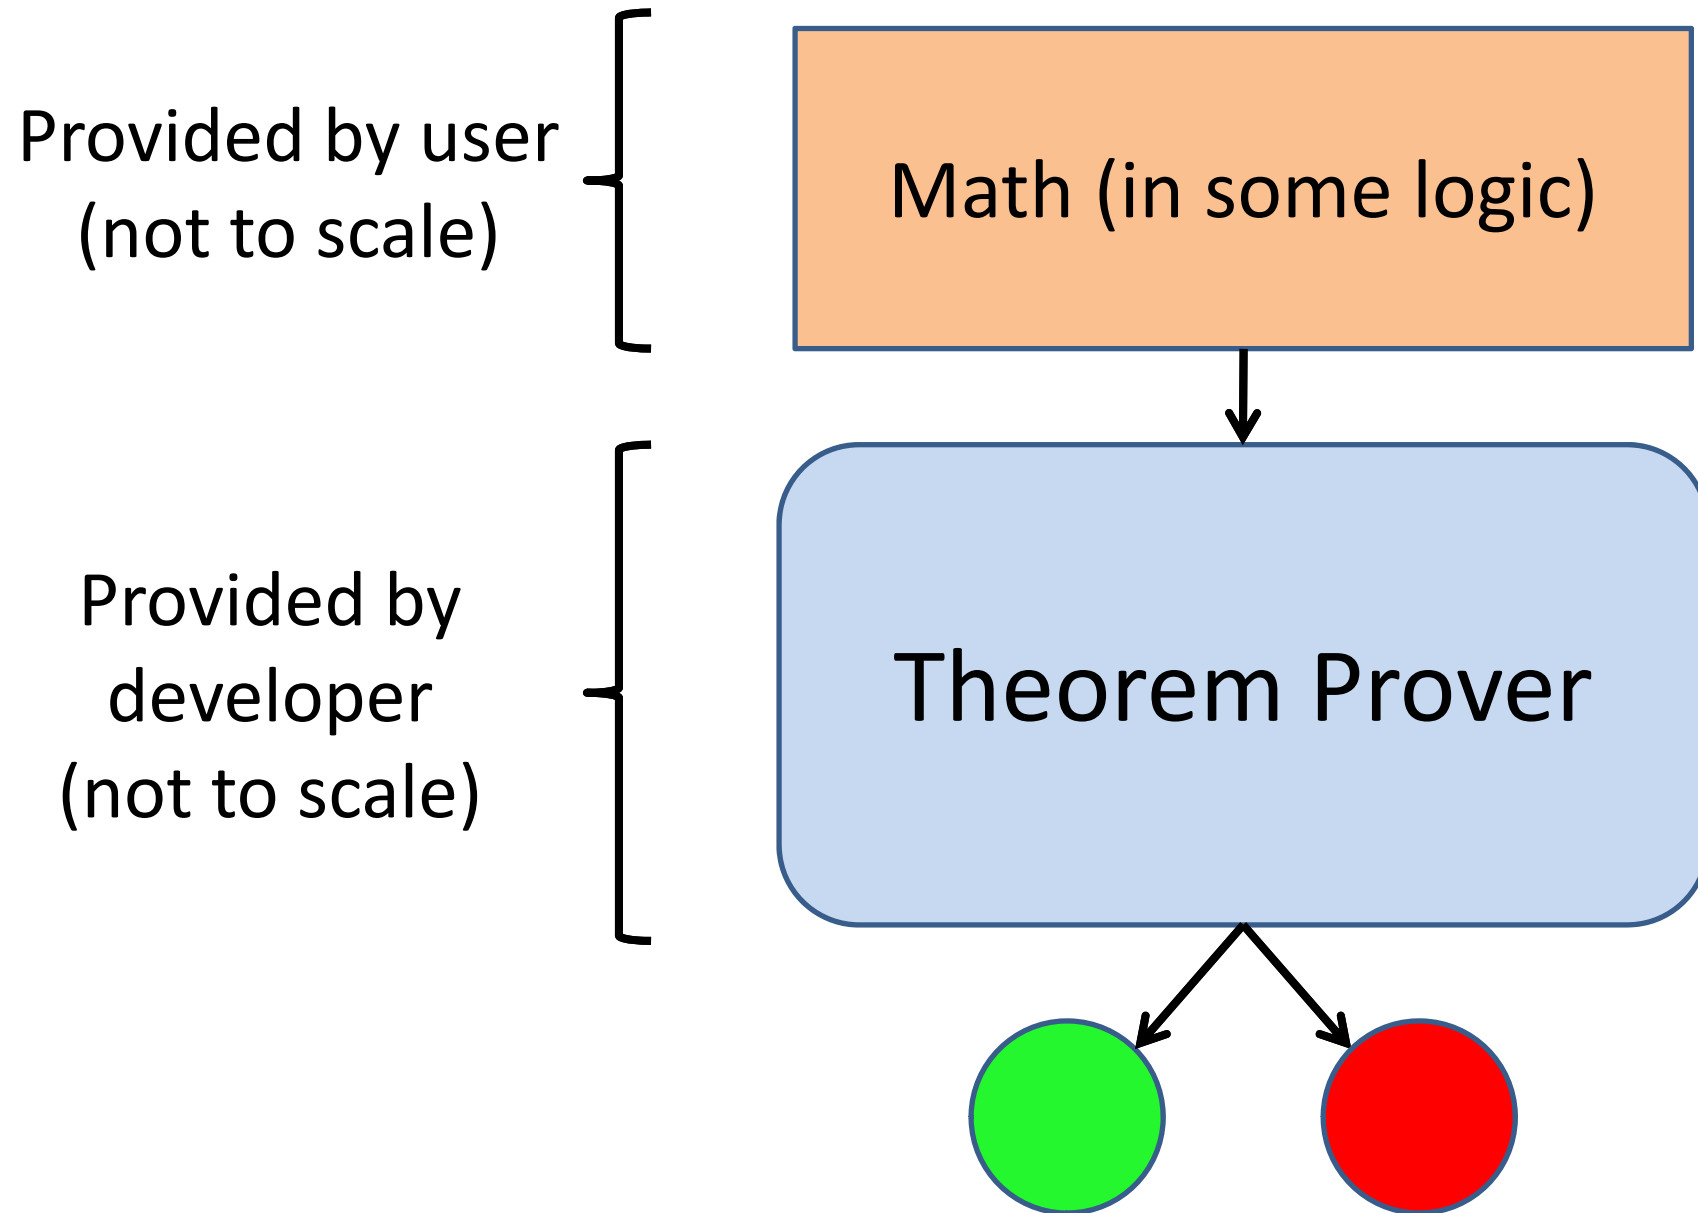 Provided by user
(not to scale)
Math (in some logic)
Provided by
developer
(not to scale)
Theorem Prover